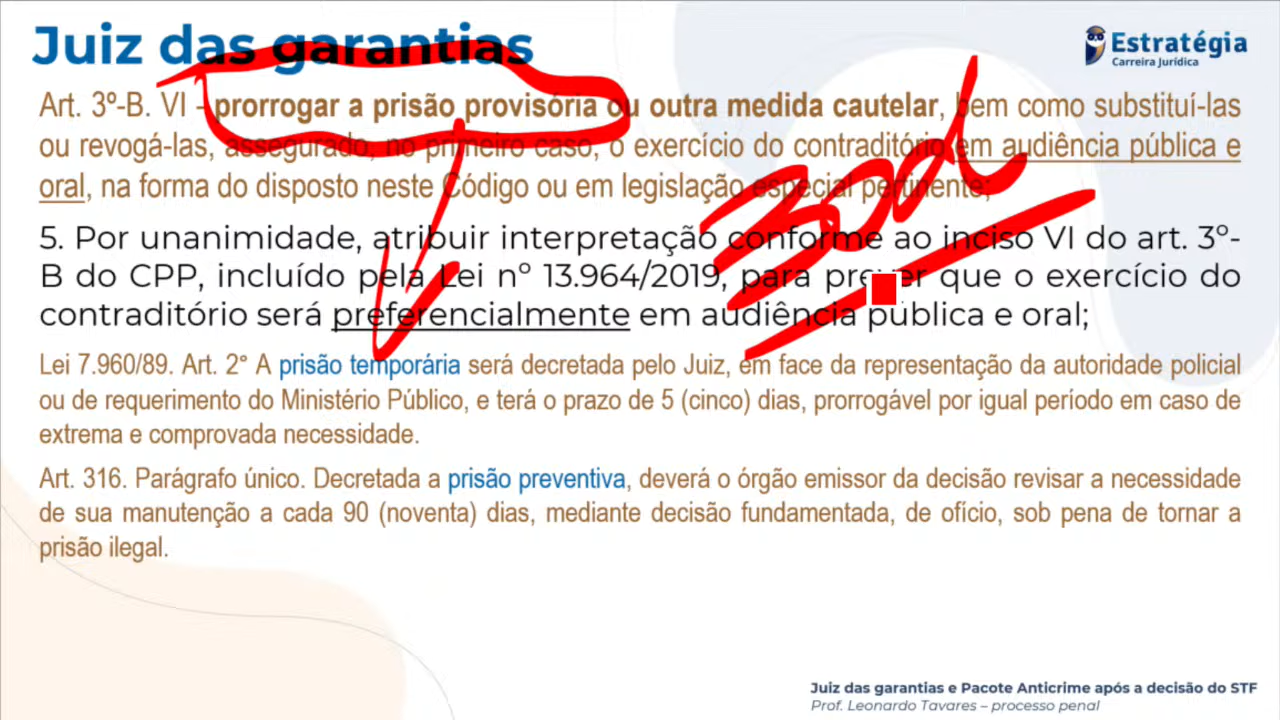 Juiz das garantias
Estratégia
Carreira Jurídica
Art. 3º-B. VI - prorrogar a prisão provisória ou outra medida cautelar, bem como substituí-las
ou revogá-las, assegurado, no primeiro caso, o exercício do contraditório em audiência pública e
oral, na forma do disposto neste Código ou em legislação especial pertinente;
5. Por unanimidade, atribuir interpretação conforme ao inciso VI do art. 3º-
B do CPP, incluído pela Lei nº 13.964/2019, para prever que o exercício do
contraditório será preferencialmente em audiência pública e oral;
Lei 7.960/89. Art. 2° A prisão temporária será decretada pelo Juiz, em face da representação da autoridade policial
ou de requerimento do Ministério Público, e terá o prazo de 5 (cinco) dias, prorrogável por igual período em caso de
extrema e comprovada necessidade.
Art. 316. Parágrafo único. Decretada a prisão preventiva, deverá o órgão emissor da decisão revisar a necessidade
de sua manutenção a cada 90 (noventa) dias, mediante decisão fundamentada, de ofício, sob pena de tornar a
prisão ilegal.
Juiz das garantias e Pacote Anticrime após a decisão do STF
Prof. Leonardo Tavares – processo penal